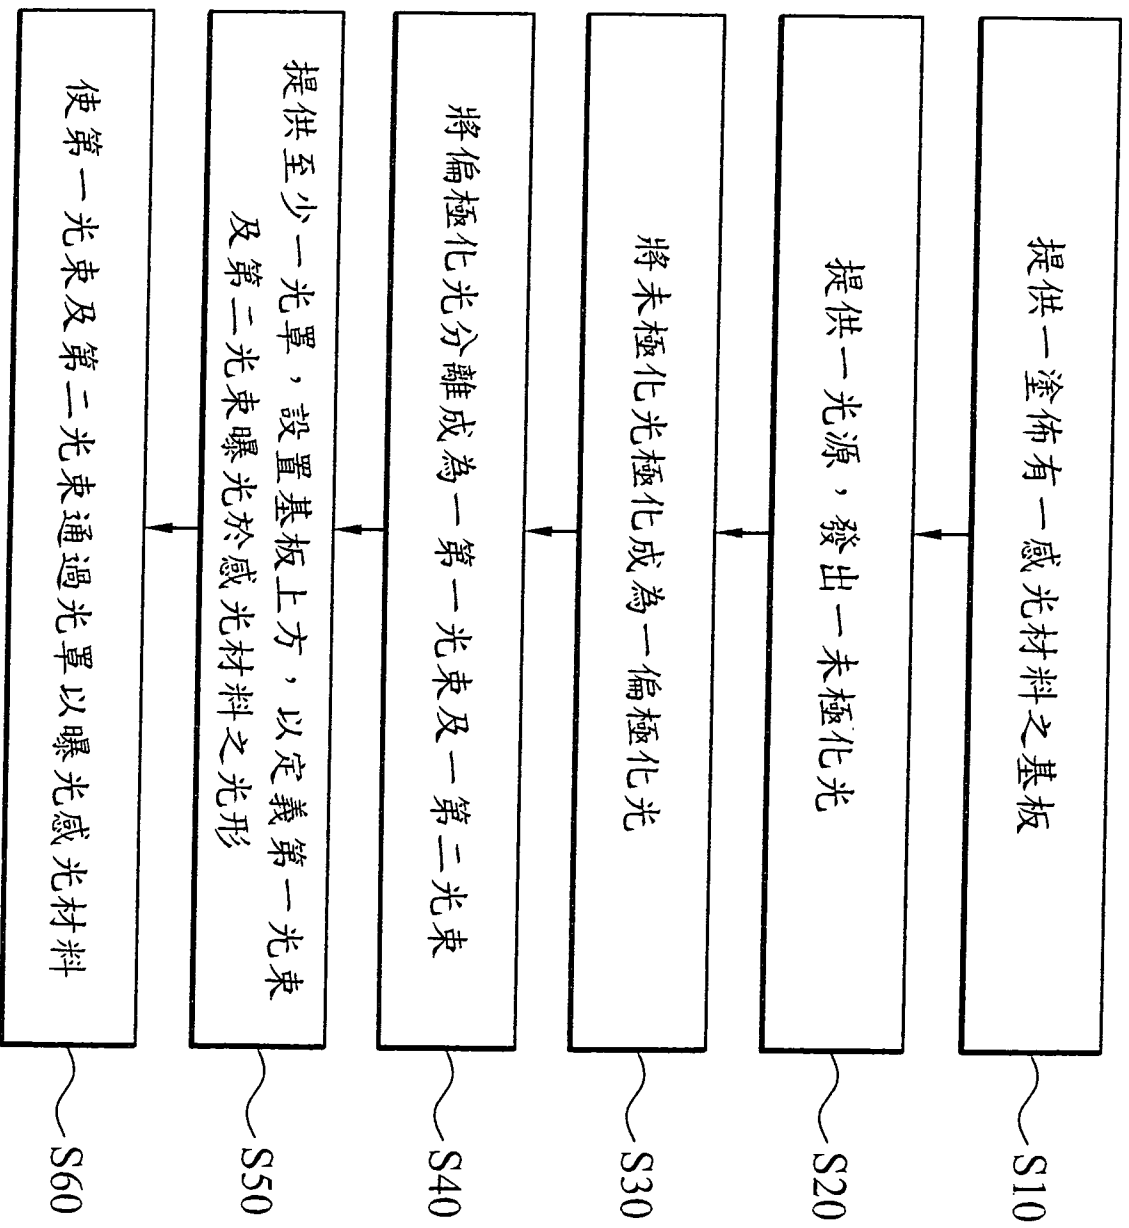 提供一塗佈有一感光材料之基板
S10
提供一光源，發出一未極化光
S20
將未極化光極化成為一偏極化光
S30
將偏極化光分離成為一第一光束及一第二光束
S40
提供至少一光罩，設置基板上方，以定義第一光束
及第二光束曝光於感光材料之光形
S50
使第一光束及第二光束通過光罩以曝光感光材料
S60